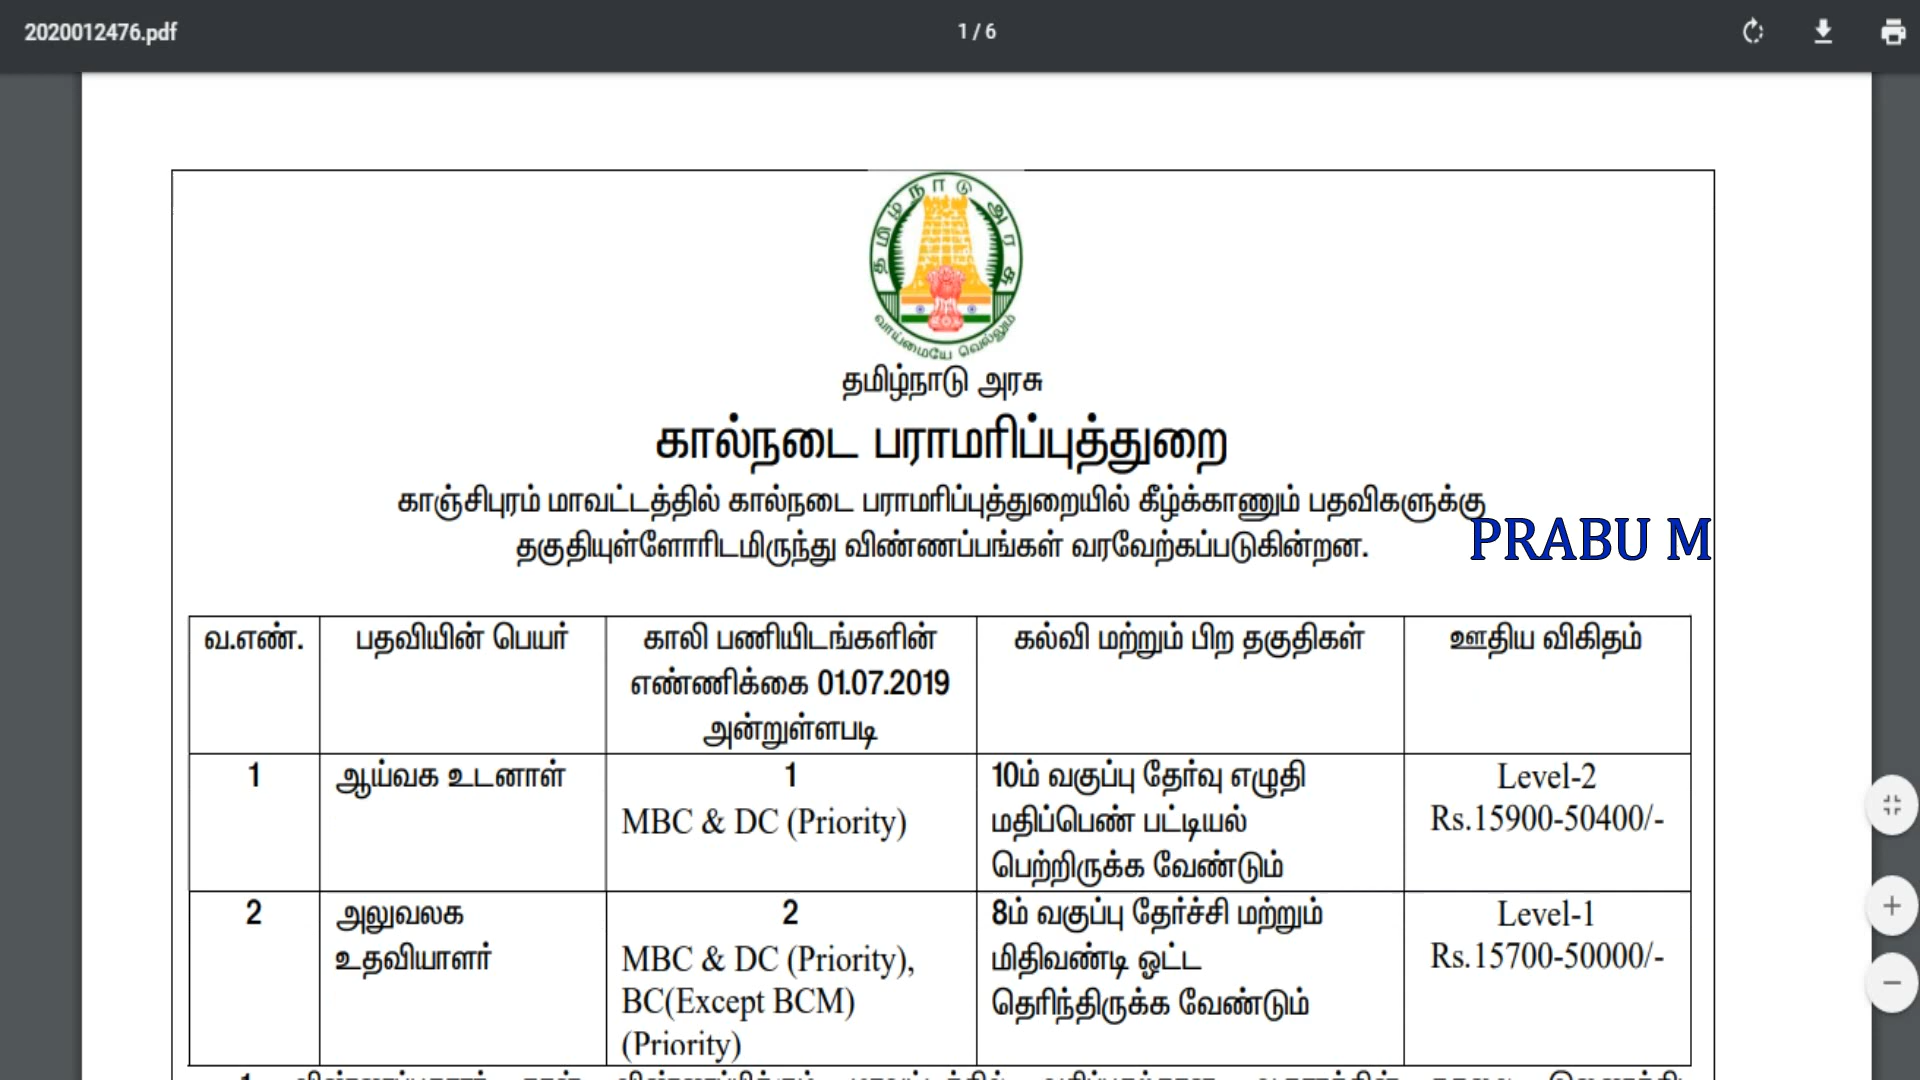 2020012476.pdf
1 / 6
தமிழ்நாடு அரசு
வாய்மையே வெல்லும்
தமிழ்நாடு அரசு
கால்நடை பராமரிப்புத்துறை
காஞ்சிபுரம் மாவட்டத்தில் கால்நடை பராமரிப்புத்துறையில் கீழ்க்காணும் பதவிகளுக்கு
தகுதியுள்ளோரிடமிருந்து விண்ணப்பங்கள் வரவேற்கப்படுகின்றன.
PRABU M
வ.எண்.
பதவியின் பெயர்
காலி பணியிடங்களின்
எண்ணிக்கை 01.07.2019
அன்றுள்ளபடி
கல்வி மற்றும் பிற தகுதிகள்
ஊதிய விகிதம்
1
ஆய்வக உடனாள்
1
MBC & DC (Priority)
10ம் வகுப்பு தேர்வு எழுதி
மதிப்பெண் பட்டியல்
பெற்றிருக்க வேண்டும்
Level-2
Rs.15900-50400/-
2
அலுவலக
உதவியாளர்
2
MBC & DC (Priority),
BC(Except BCM)
(Priority)
8ம் வகுப்பு தேர்ச்சி மற்றும்
மிதிவண்டி ஓட்ட
தெரிந்திருக்க வேண்டும்
Level-1
Rs.15700-50000/-